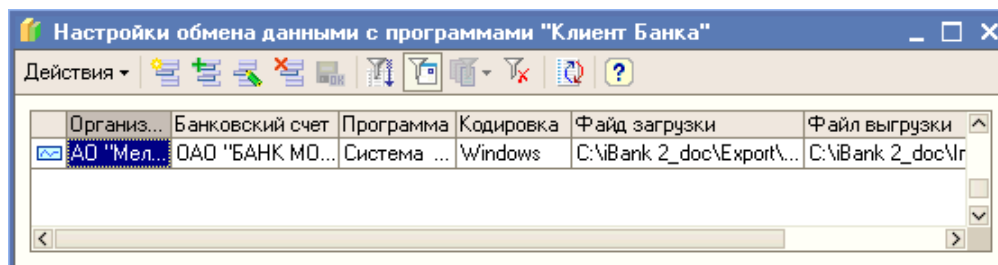 Настройки обмена данными с программами "Клиент Банка"
Действия
Организ... Банковский счет Программа Кодировка Файд загрузки Файл выгрузки
АО "Мел... ОАО "БАНК МО... Система ... Windows C:\iBank 2_doc\Export\... C:\iBank 2_doc\Ir